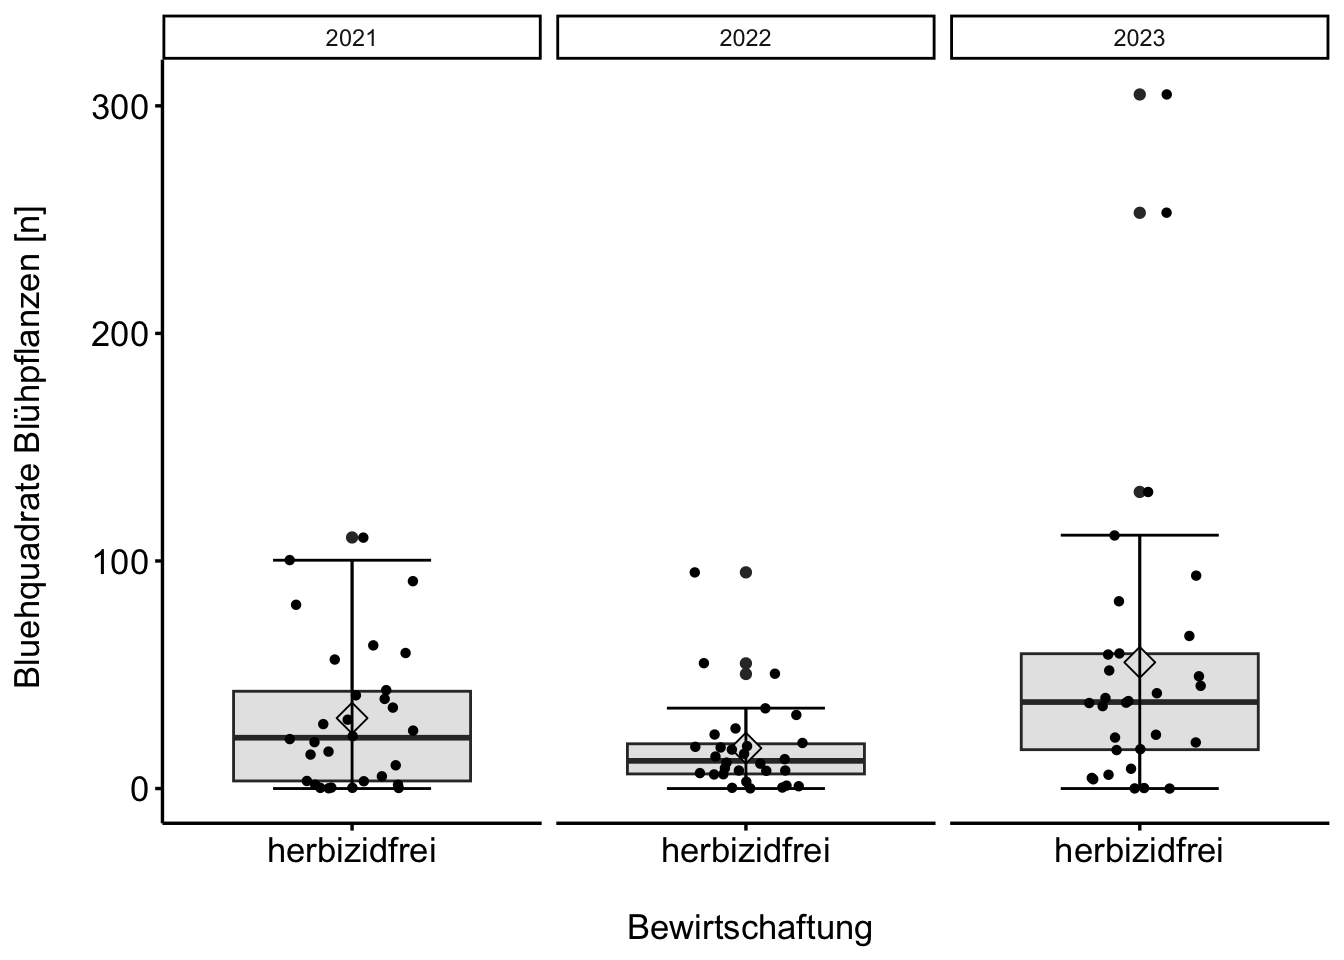 2021
2022
2023
Bluehquadrate Blühpflanzen [n]
300
200
100
0
herbizidfrei
herbizidfrei
herbizidfrei
Bewirtschaftung